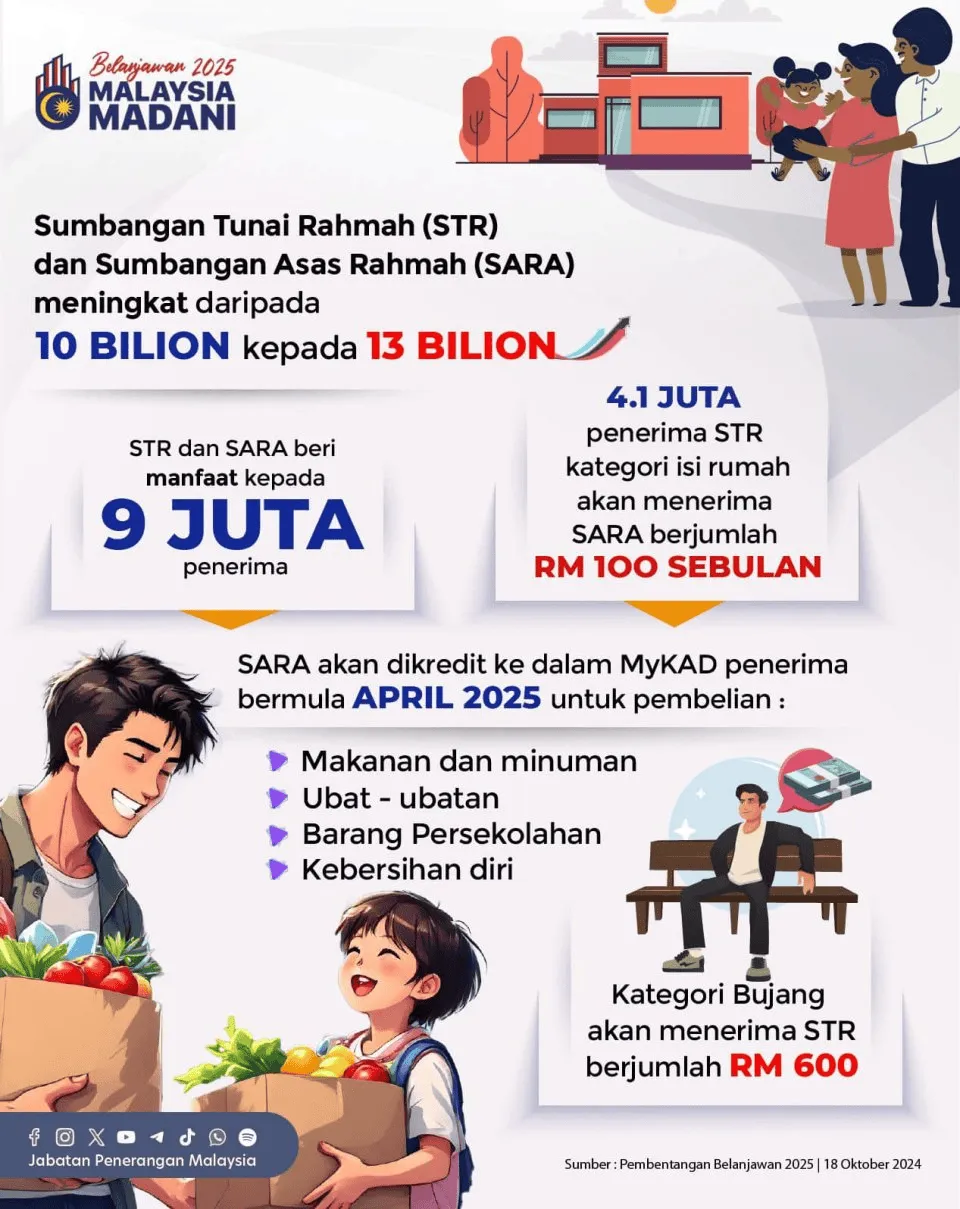 Belanjawan 2025
MALAYSIA
MADANI
Sumbangan Tunai Rahmah (STR)
dan Sumbangan Asas Rahmah (SARA)
meningkat daripada
10 BILION kepada 13 BILION
STR dan SARA beri
manfaat kepada
9 JUTA
penerima
4.1 JUTA
penerima STR
kategori isi rumah
akan menerima
SARA berjumlah
RM 100 SEBULAN
SARA akan dikredit ke dalam MyKAD penerima
bermula APRIL 2025 untuk pembelian :
Makanan dan minuman
Ubat - ubatan
Barang Persekolahan
Kebersihan diri
Kategori Bujang
akan menerima STR
berjumlah RM 600
Jabatan Penerangan Malaysia
Sumber : Pembentangan Belanjawan 2025 | 18 Oktober 2024